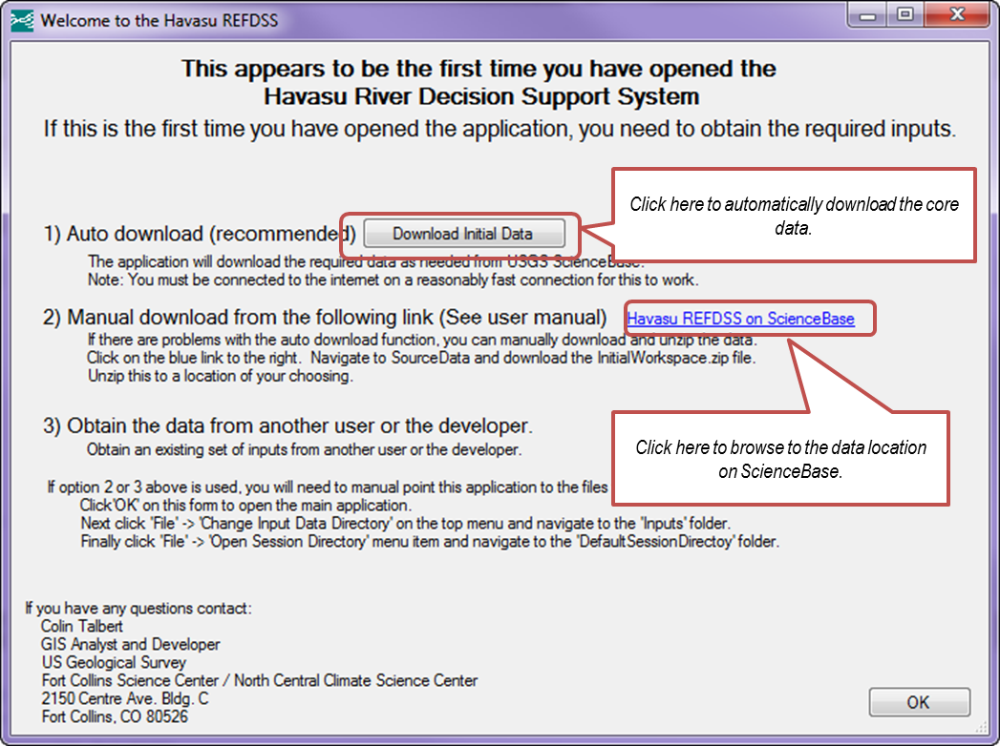 Welcome to the Havasu REFDSS
This appears to be the first time you have opened the
Havasu River Decision Support System
If this is the first time you have opened the application, you need to obtain the required inputs.
Click here to automatically download the core
data.
1) Auto download (recommended) Download Initial Data
The application will download the required data as needed from USGS ScienceBase.
Note: You must be connected to the internet on a reasonably fast connection for this to work.
2) Manual download from the following link (See user manual) Havasu REFDSS on ScienceBase
If there are problems with the auto download function, you can manually download and unzip the data.
Click on the blue link to the right. Navigate to SourceData and download the InitialWorkspace.zip file.
Unzip this to a location of your choosing.
3) Obtain the data from another user or the developer.
Obtain an existing set of inputs from another user or the developer.
Click here to browse to the data location
on ScienceBase.
If option 2 or 3 above is used, you will need to manual point this application to the files
Click'OK' on this form to open the main application.
Next click 'File' -> 'Change Input Data Directory' on the top menu and navigate to the 'Inputs' folder.
Finally click 'File' -> 'Open Session Directory' menu item and navigate to the 'DefaultSessionDirectoy' folder.
If you have any questions contact:
Colin Talbert
GIS Analyst and Developer
US Geological Survey
Fort Collins Science Center / North Central Climate Science Center
2150 Centre Ave. Bldg. C
Fort Collins, CO 80526
OK